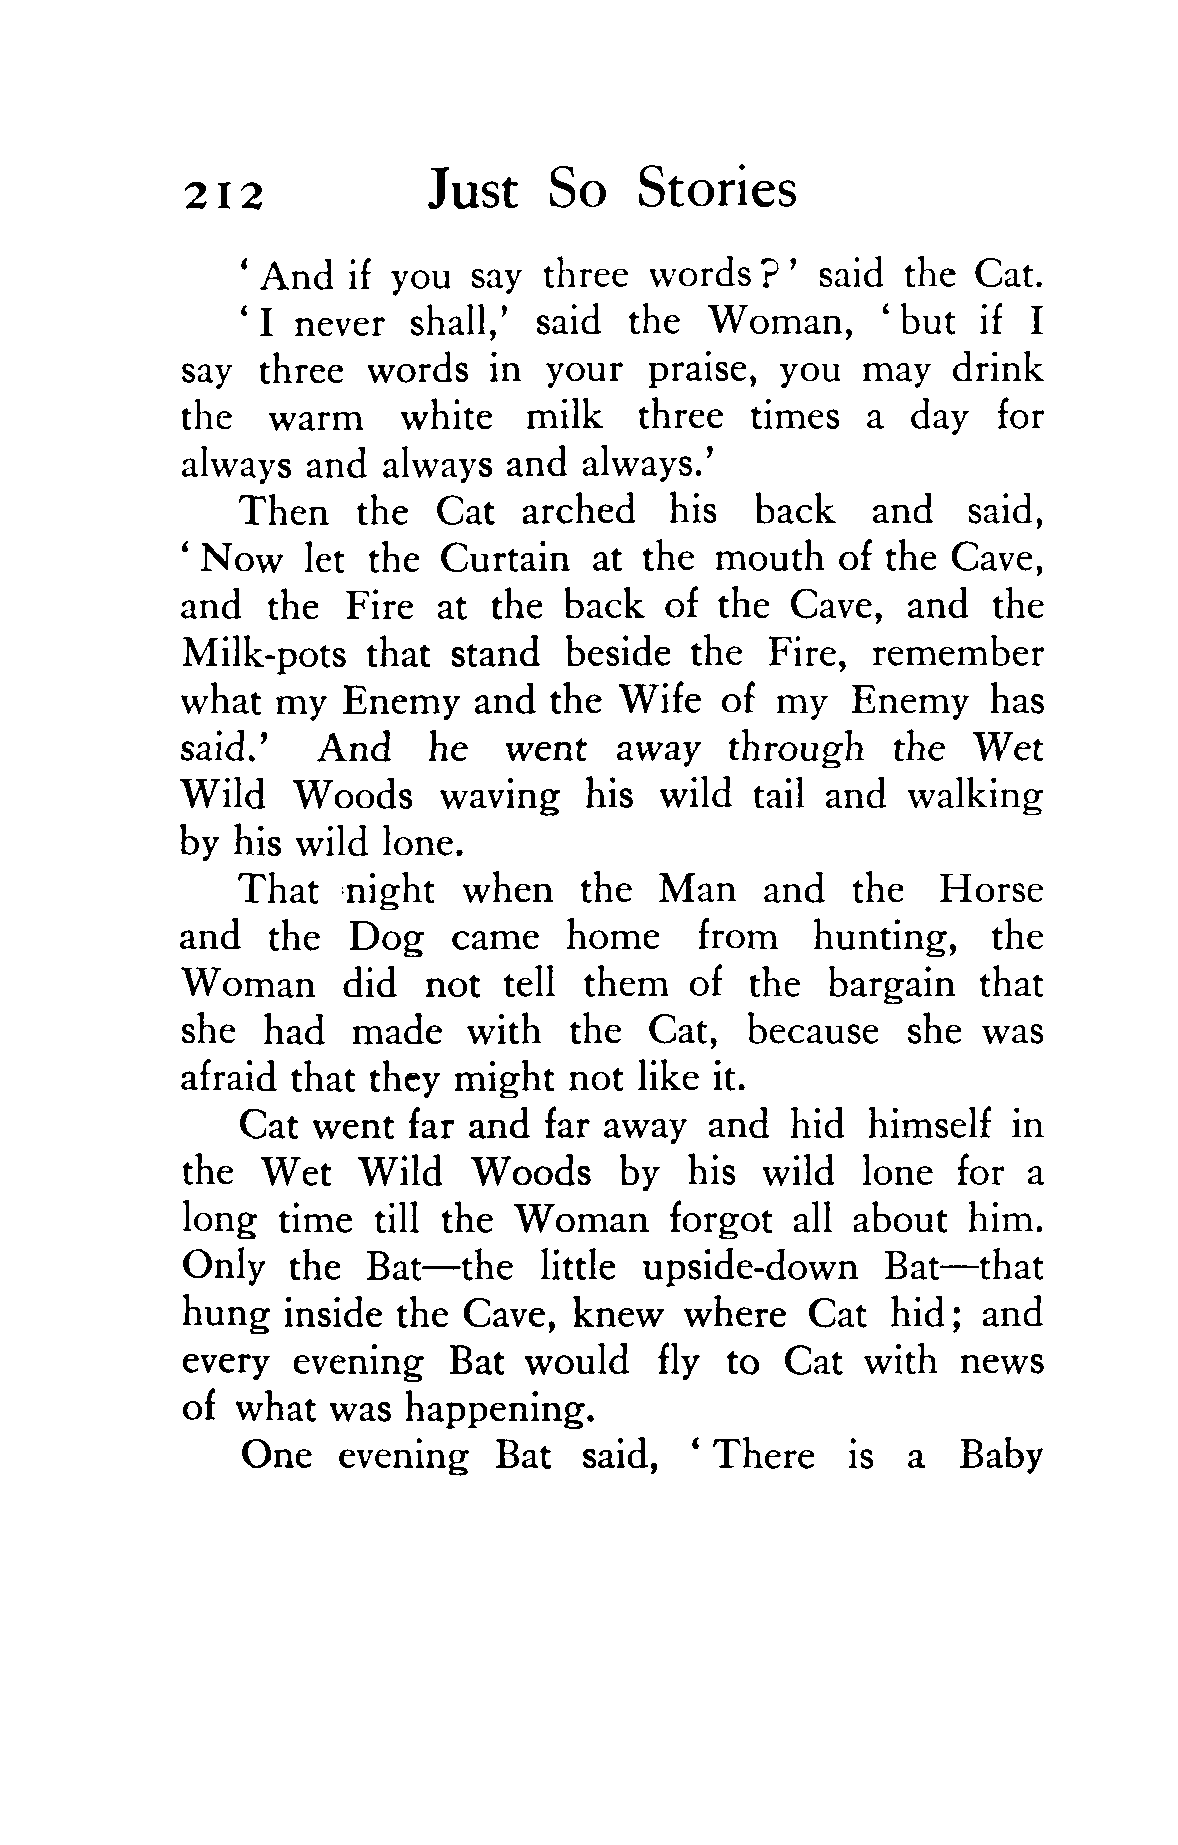 212 Just So Stories
‘And if you say three words?’ said the Cat.
‘I never shall,’ said the Woman, ‘but if I
say three words in your praise, you may drink
the warm white milk three times a day for
always and always and always.’
Then the Cat arched his back and said,
‘Now let the Curtain at the mouth of the Cave,
and the Fire at the back of the Cave, and the
Milk-pots that stand beside the Fire, remember
what my Enemy and the Wife of my Enemy has
said.’ And he went away through the Wet
Wild Woods waving his wild tail and walking
by his wild lone.
That night when the Man and the Horse
and the Dog came home from hunting, the
Woman did not tell them of the bargain that
she had made with the Cat, because she was
afraid that they might not like it.
Cat went far and far away and hid himself in
the Wet Wild Woods by his wild lone for a
long time till the Woman forgot all about him.
Only the Bat—the little upside-down Bat—that
hung inside the Cave, knew where Cat hid; and
every evening Bat would fly to Cat with news
of what was happening.
One evening Bat said, ‘There is a Baby